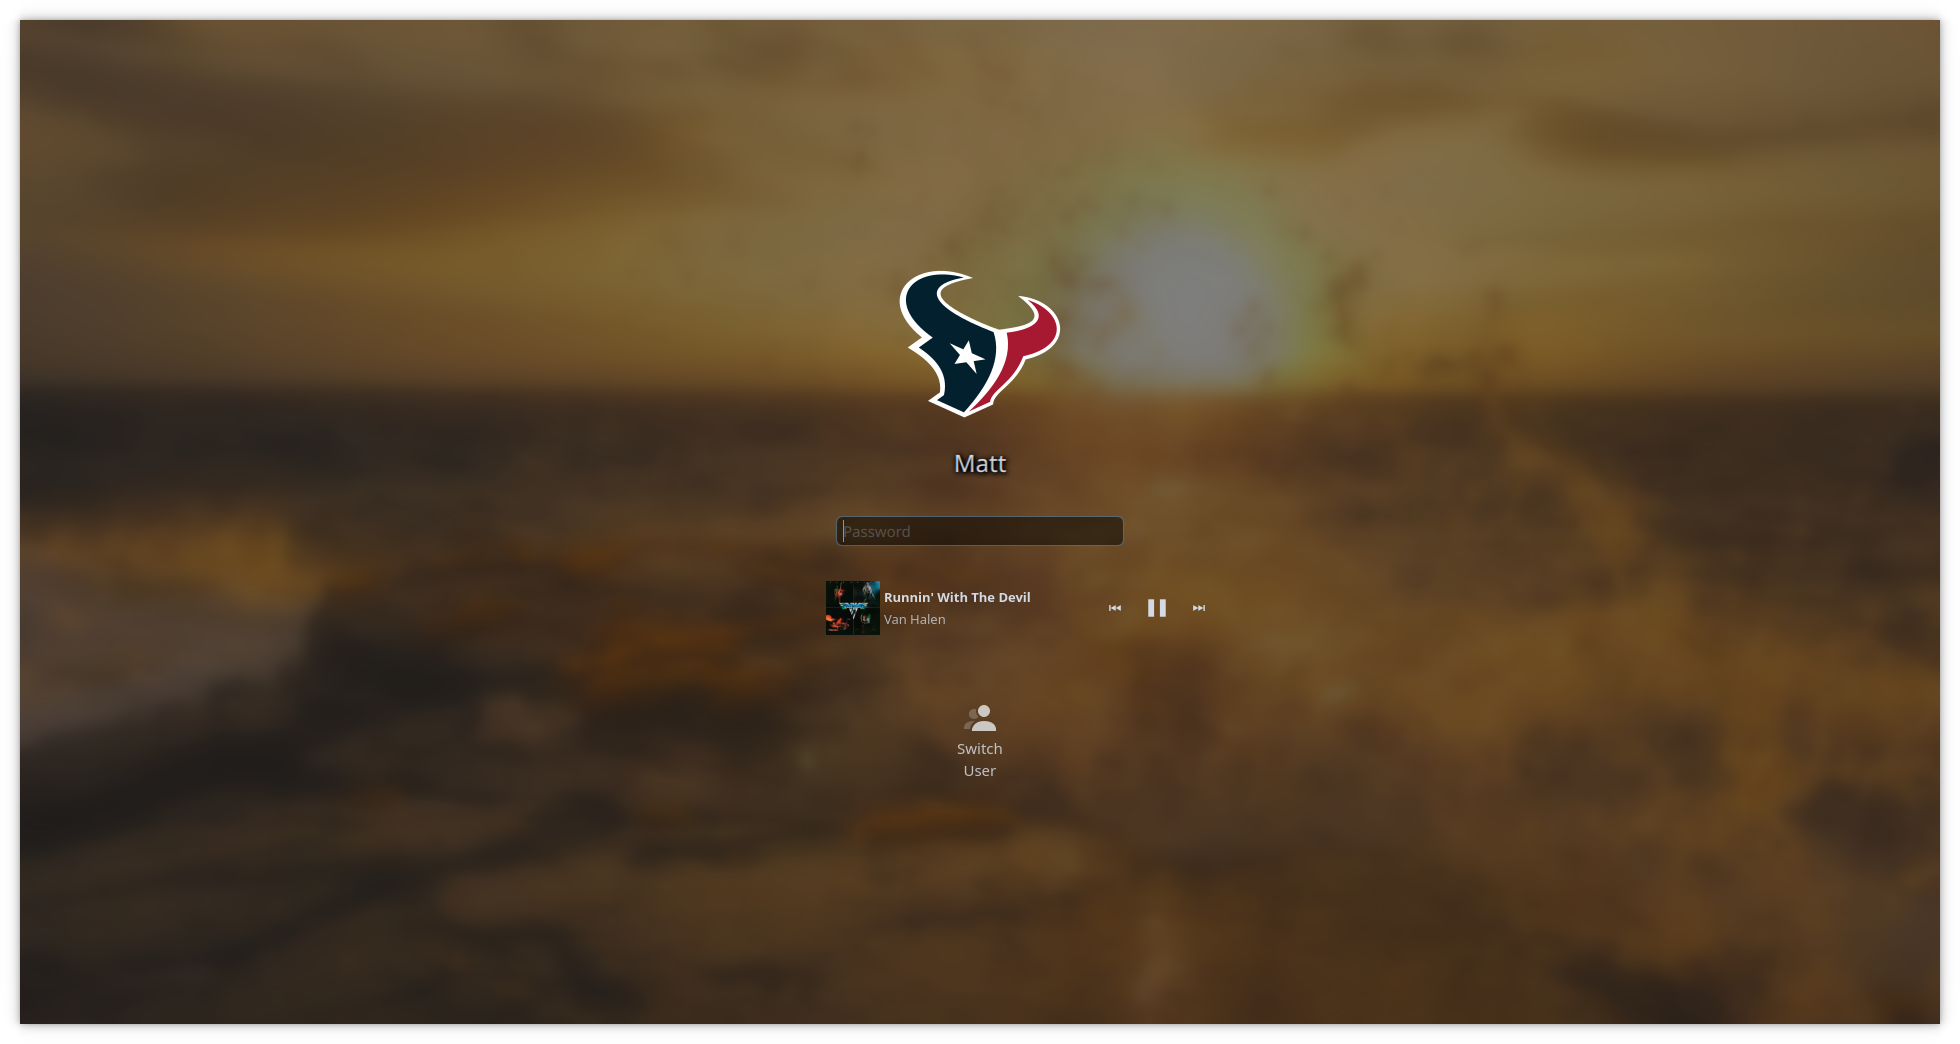 Matt
Password
Runnin' With The Devil
Van Halen
Switch
User